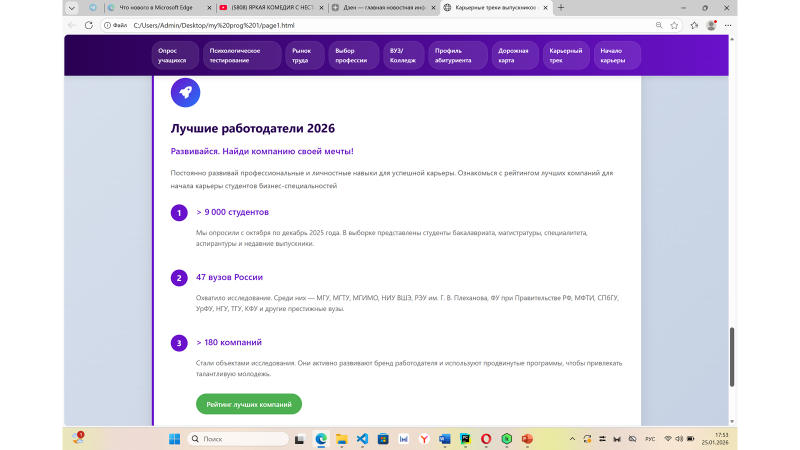 Что нового в Microsoft Edge
(5808) ЯРКАЯ КОМЕДИЯ С НЕСТ
Дзен — главная новостная инф
Карьерные треки выпускников
Файл
C:/Users/Admin/Desktop/my%20prog%201/page1.html
Опрос учащихся
Психологическое тестирование
Рынок труда
Выбор профессии
ВУЗ/ Колледж
Профиль абитуриента
Дорожная карта
Карьерный трек
Начало карьеры
Лучшие работодатели 2026
Развивайся. Найди компанию своей мечты!
Постоянно развивай профессиональные и личностные навыки для успешной карьеры. Ознакомься с рейтингом лучших компаний для
начала карьеры студентов бизнес-специальностей
1 > 9 000 студентов
Мы опросили с октября по декабрь 2025 года. В выборке представлены студенты бакалавриата, магистратуры, специалитета,
аспирантуры и недавние выпускники.
2 47 вузов России
Охватило исследование. Среди них — МГУ, МГТУ, МГИМО, НИУ ВШЭ, РЭУ им. Г. В. Плеханова, ФУ при Правительстве РФ, МФТИ, СПбГУ,
УрФУ, НГУ, ТГУ, КФУ и другие престижные вузы.
3 > 180 компаний
Стали объектами исследования. Они активно развивают бренд работодателя и используют продвинутые программы, чтобы привлекать
талантливую молодежь.
Рейтинг лучших компаний
Поиск
РУС
17:53
25.01.2026